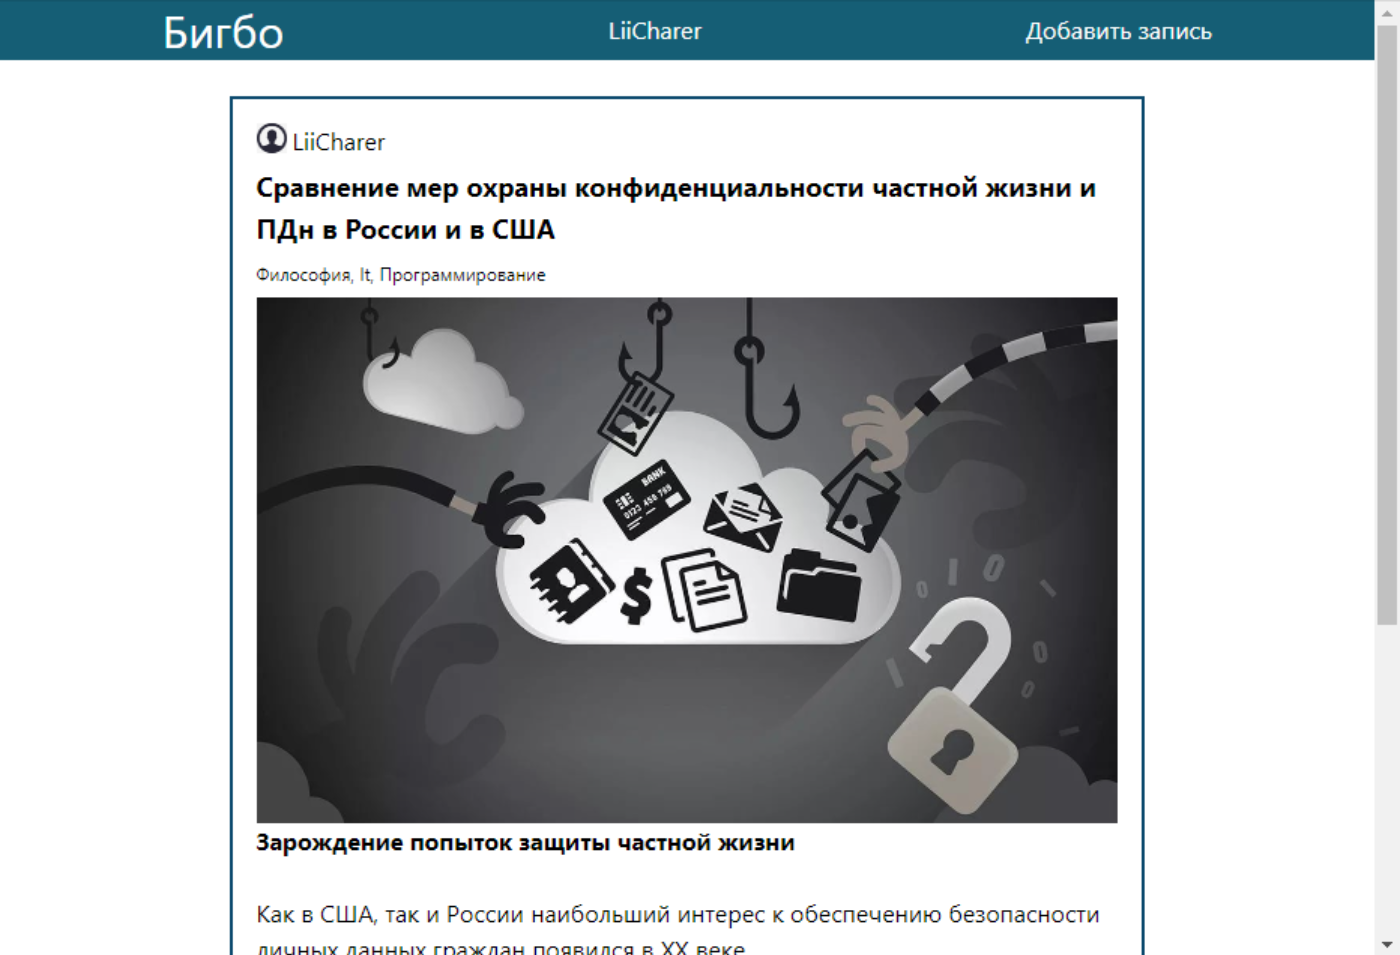 Бигбо
LiiCharer
Добавить запись
LiiCharer
Сравнение мер охраны конфиденциальности частной жизни и
ПДн в России и в США
Философия, It, Программирование
BANK
0123 456 789
$
Зарождение попыток защиты частной жизни
Как в США, так и России наибольший интерес к обеспечению безопасности
личных данных граждан появился в XX веке